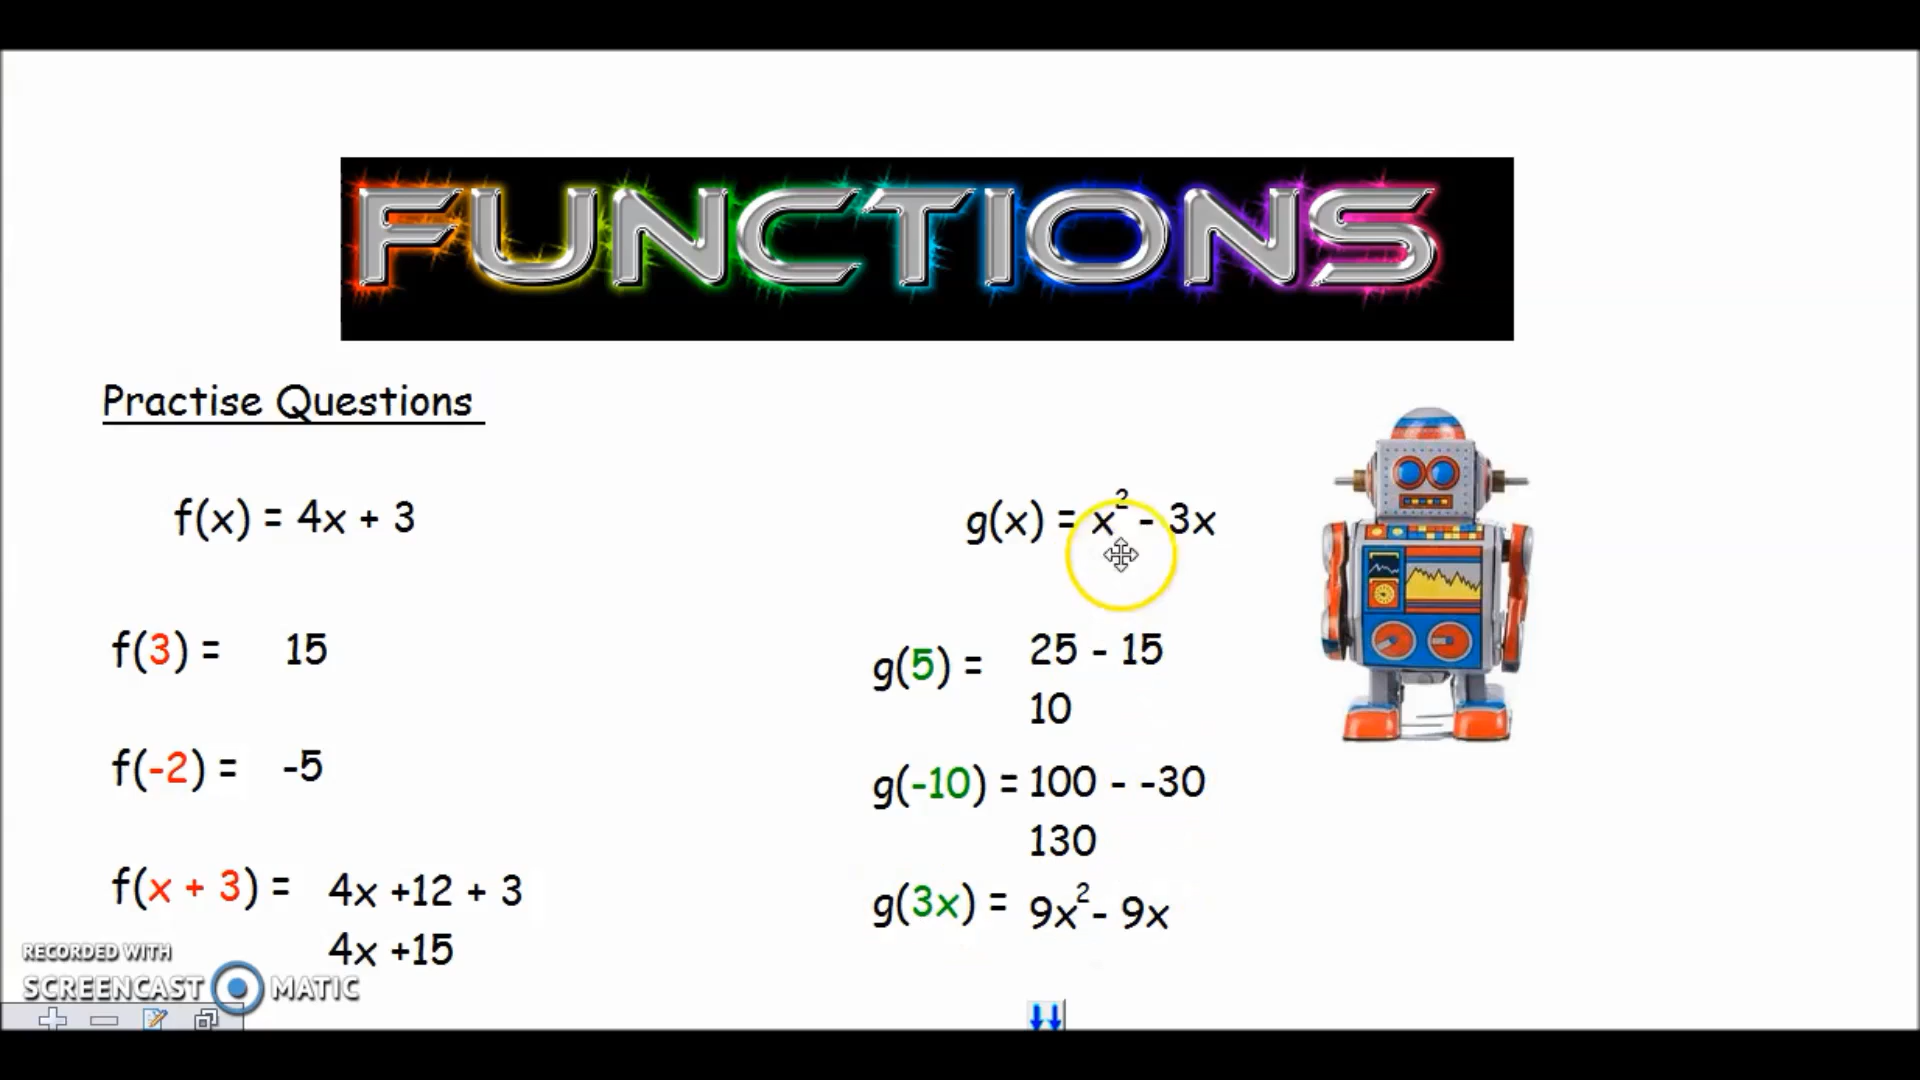 FUNCTIONS
Practise Questions
f(x) = 4x + 3
f(3) = 15
f(-2) = -5
f(x + 3) = 4x +12 + 3
4x +15
g(x) = x² - 3x
g(5) = 25 - 15
10
g(-10) = 100 - -30
130
g(3x) = 9x² - 9x
RECORDED WITH
SCREENCAST MATIC